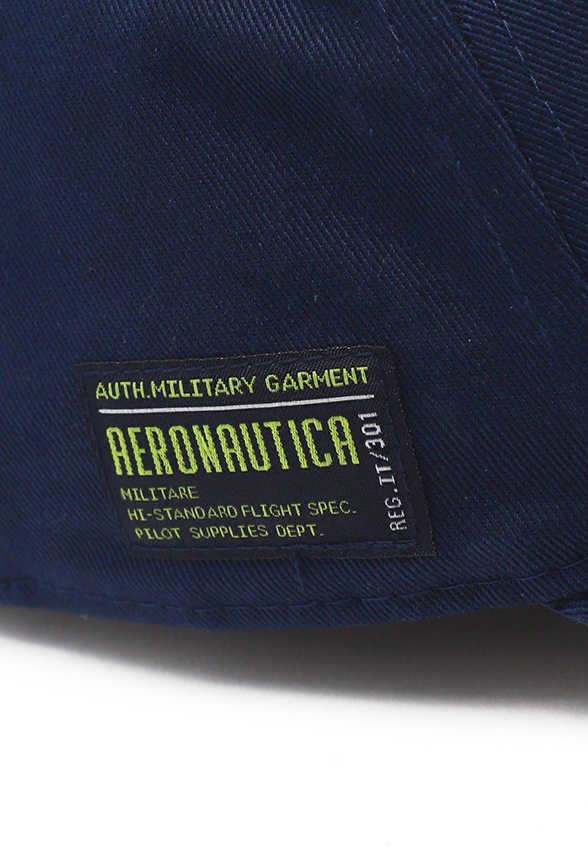 AUTH.MILITARY GARMENT
AERONAUTICA
MILITARE
HI-STANDARD FLIGHT SPEC.
PILOT SUPPLIES DEPT.
REG.IT/301